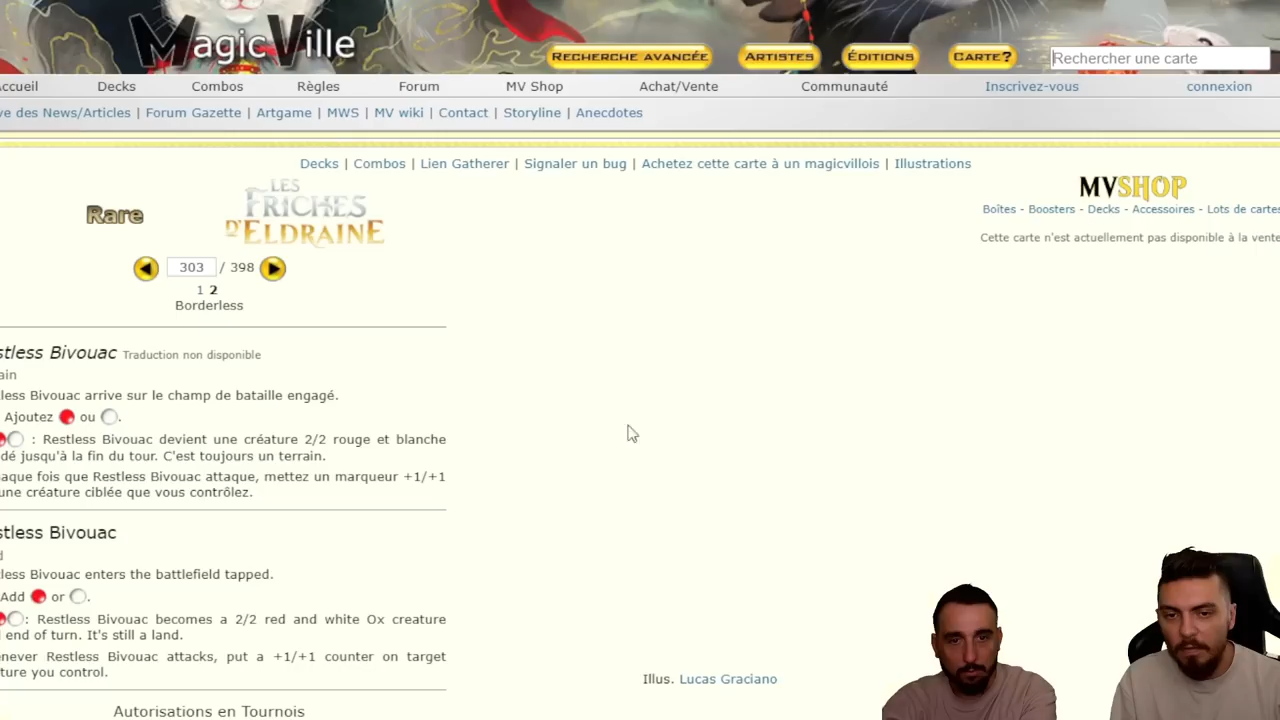 MagicVille
RECHERCHE AVANCÉE ARTISTES ÉDITIONS CARTE? Rechercher une carte
ccueil Decks Combos Règles Forum MV Shop Achat/Vente Communauté Inscrivez-vous connexion
ve des News/Articles | Forum Gazette | Artgame | MWS | MV wiki | Contact | Storyline | Anecdotes
Decks | Combos | Lien Gatherer | Signaler un bug | Achetez cette carte à un magicvillois | Illustrations
Rare
LES FRICHES D'ELDRAINE
MVSHOP
Boîtes - Boosters - Decks - Accessoires - Lots de cartes
Cette carte n'est actuellement pas disponible à la vente
303 / 398
1 2
Borderless
stless Bivouac Traduction non disponible
ain
less Bivouac arrive sur le champ de bataille engagé.
Ajoutez ou .
: Restless Bivouac devient une créature 2/2 rouge et blanche
dé jusqu'à la fin du tour. C'est toujours un terrain.
aque fois que Restless Bivouac attaque, mettez un marqueur +1/+1
une créature ciblée que vous contrôlez.
stless Bivouac
d
less Bivouac enters the battlefield tapped.
Add or .
: Restless Bivouac becomes a 2/2 red and white Ox creature
end of turn. It's still a land.
never Restless Bivouac attacks, put a +1/+1 counter on target
ture you control.
Illus. Lucas Graciano
Autorisations en Tournois